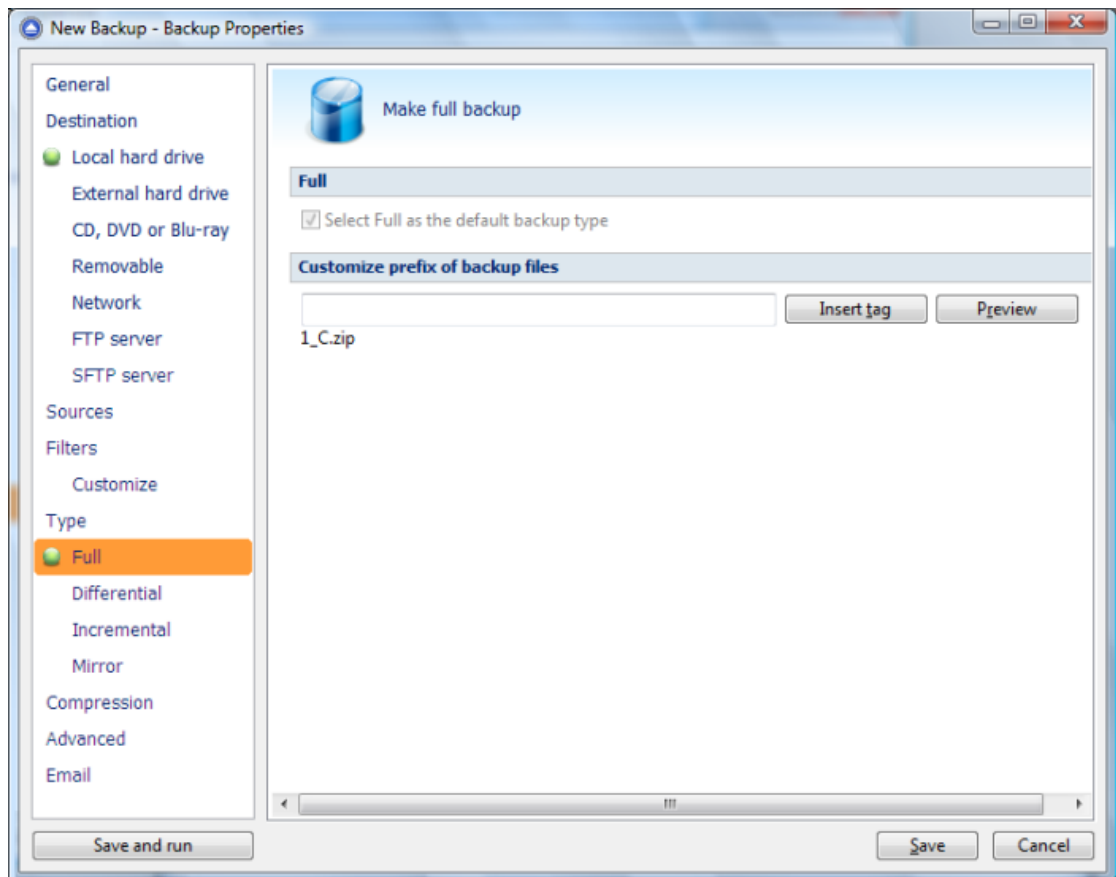 New Backup - Backup Properties
General
Destination
Local hard drive
External hard drive
CD, DVD or Blu-ray
Removable
Network
FTP server
SFTP server
Sources
Filters
Customize
Type
Full
Differential
Incremental
Mirror
Compression
Advanced
Email
Make full backup
Full
Select Full as the default backup type
Customize prefix of backup files
Insert tag
Preview
1_C.zip
Save and run
Save
Cancel